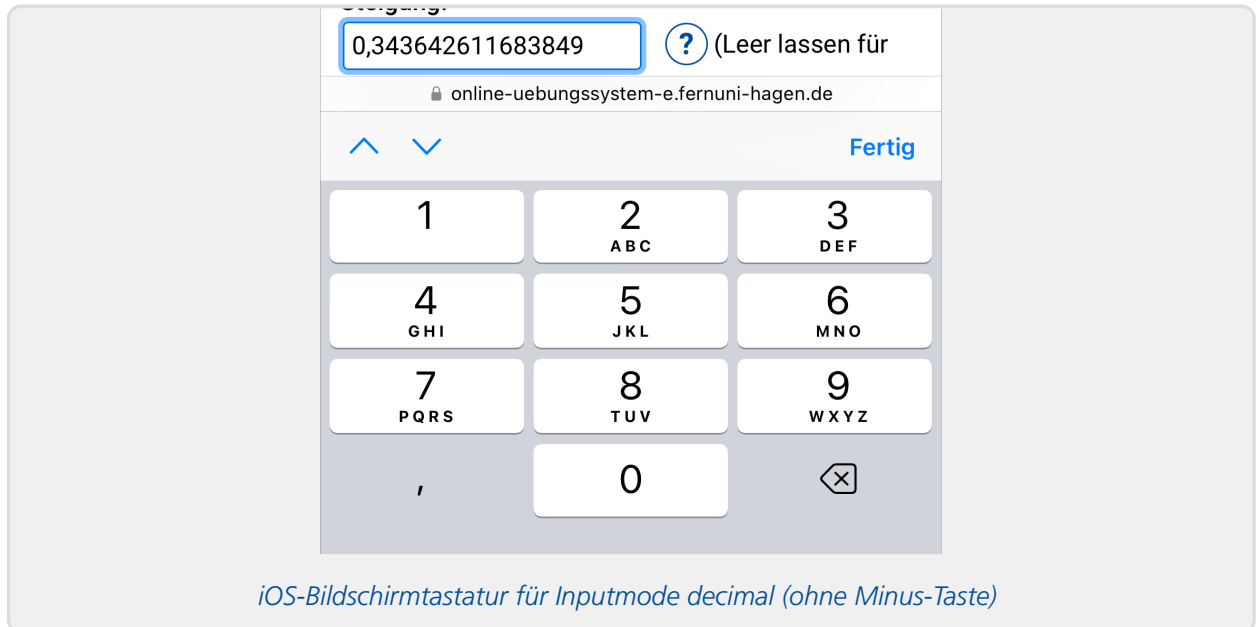 Steigung:
0,343642611683849 ? (Leer lassen für
online-uebungssystem-e.fernuni-hagen.de
Fertig
1 2 3
ABC DEF
4 5 6
GHI JKL MNO
7 8 9
PQRS TUV WXYZ
, 0
iOS-Bildschirmtastatur für Inputmode decimal (ohne Minus-Taste)